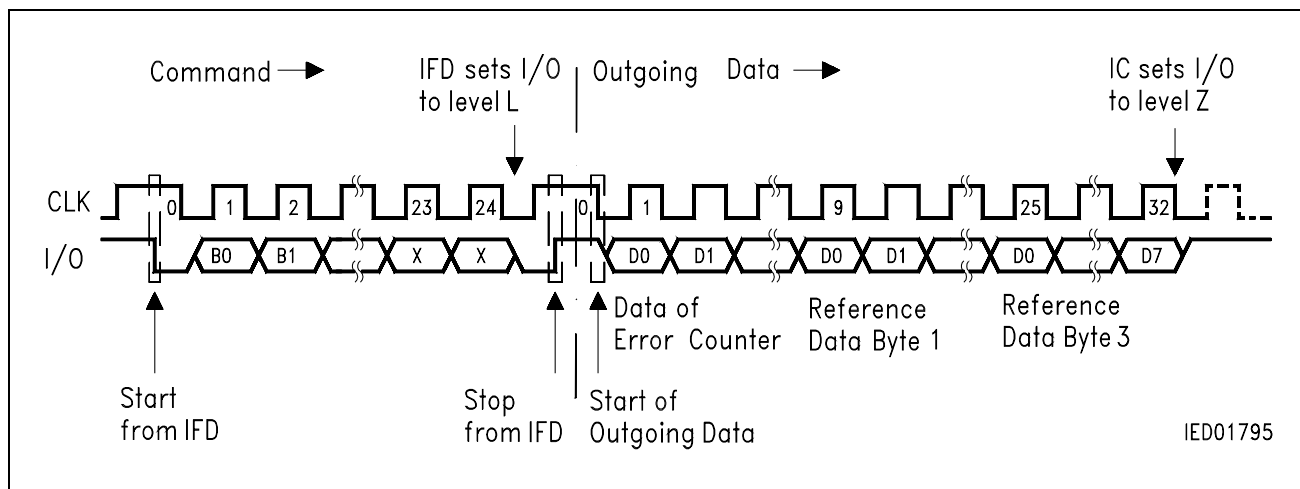 Command
IFD sets I/O
to level L
Outgoing Data
IC sets I/O
to level Z
CLK
0 1 2 23 24 0 1 9 25 32
I/O
B0 B1 X X D0 D1 D0 D1 D0 D7
Data of
Error Counter
Reference
Data Byte 1
Reference
Data Byte 3
Start
from IFD
Stop
from IFD
Start of
Outgoing Data
IED01795